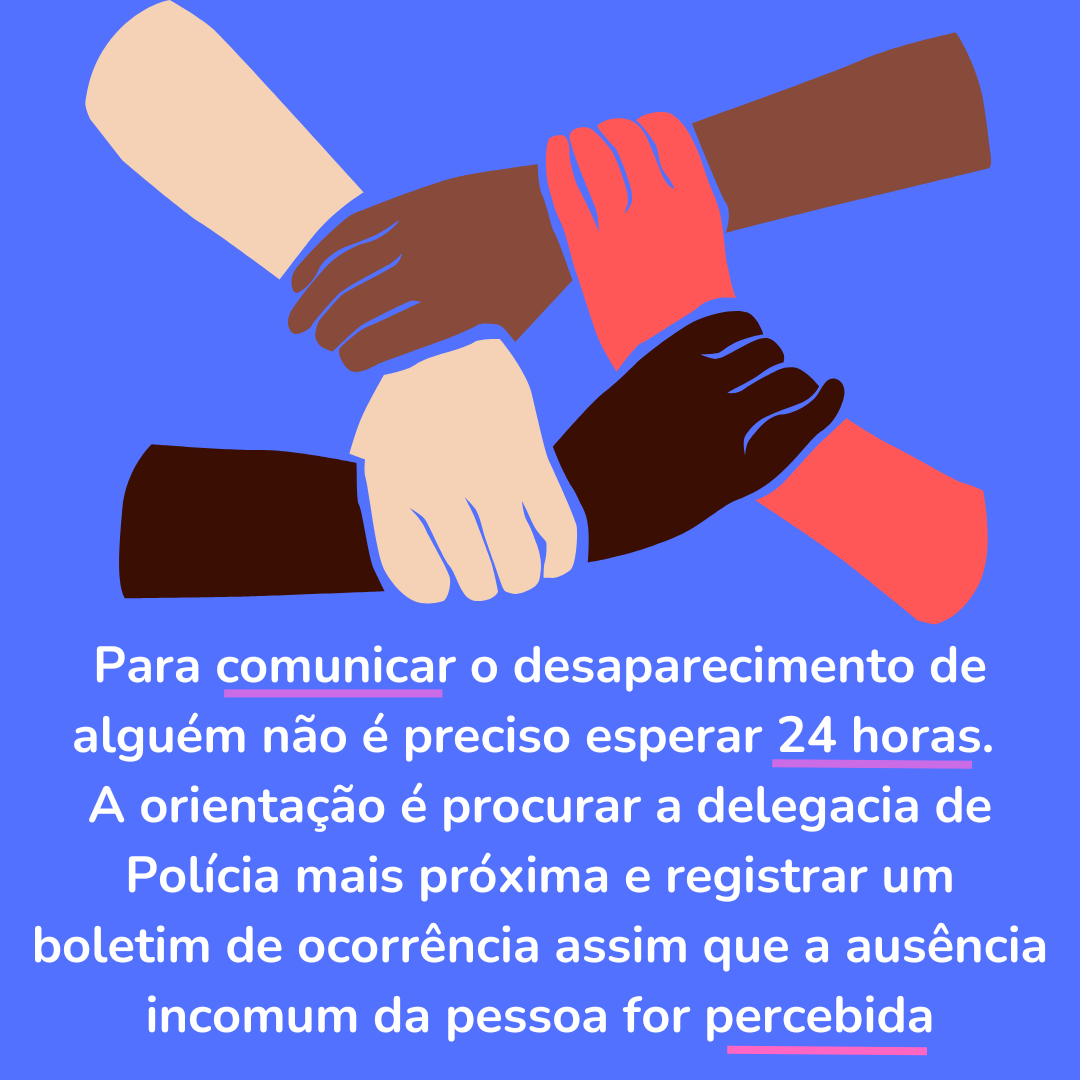 Para comunicar o desaparecimento de
alguém não é preciso esperar 24 horas.
A orientação é procurar a delegacia de
Polícia mais próxima e registrar um
boletim de ocorrência assim que a ausência
incomum da pessoa for percebida